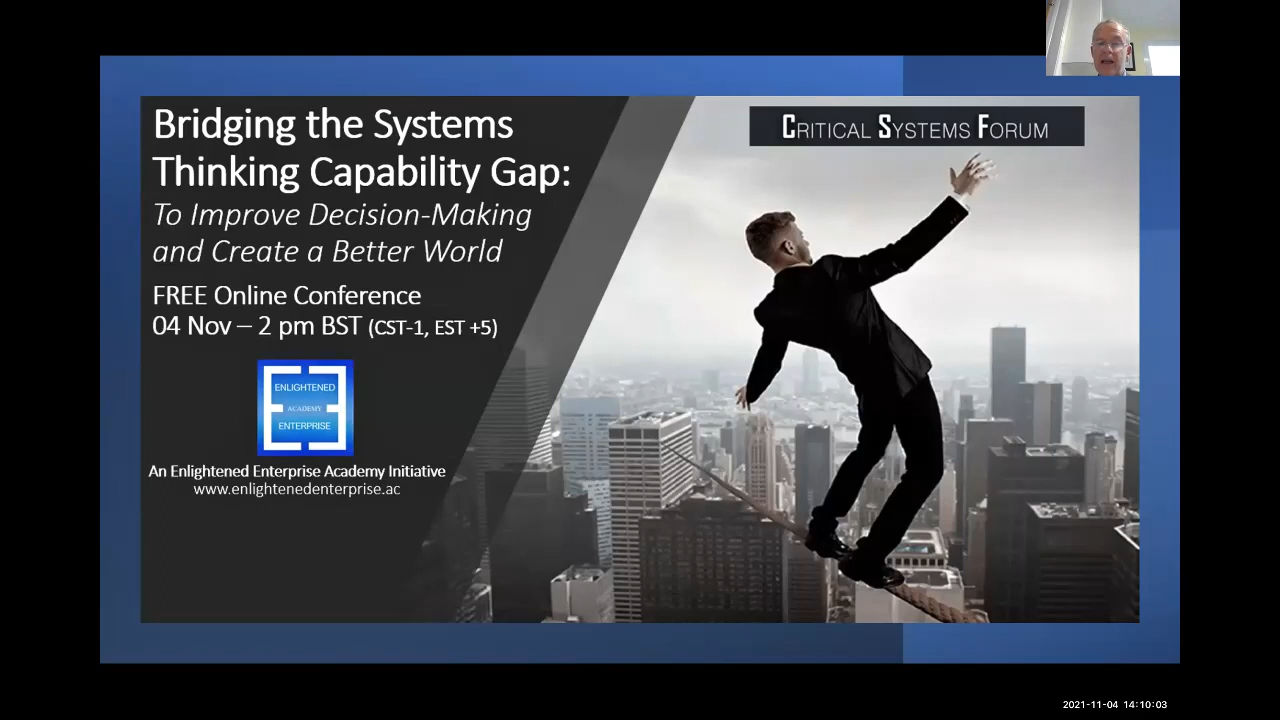 Bridging the Systems
Thinking Capability Gap:
To Improve Decision-Making
and Create a Better World
FREE Online Conference
04 Nov – 2 pm BST (CST-1, EST +5)
ENLIGHTENED
ACADEMY
ENTERPRISE
An Enlightened Enterprise Academy Initiative
www.enlightenedenterprise.ac
CRITICAL SYSTEMS FORUM
2021-11-04 14:10:03